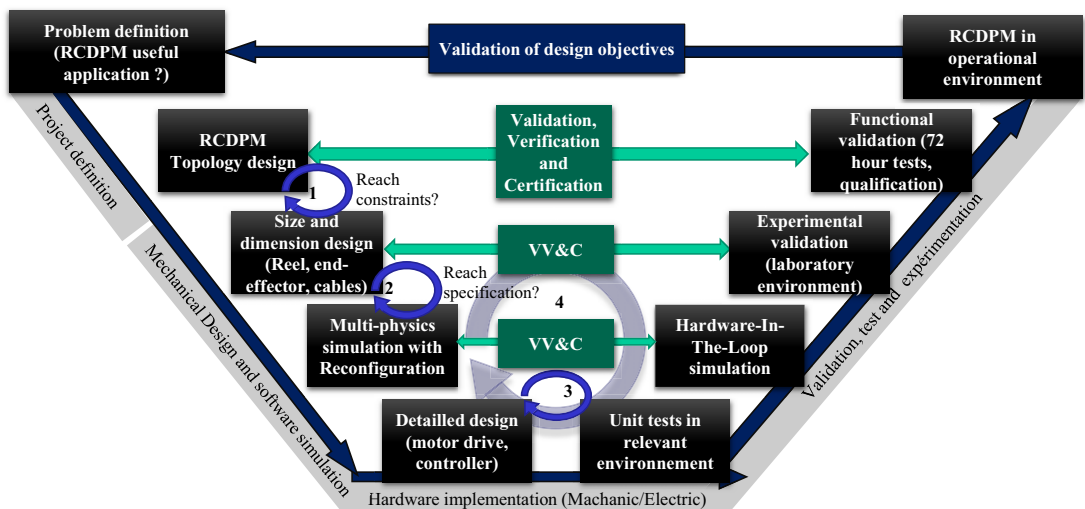 Problem definition
(RCDPM useful
application ?)
Validation of design objectives
RCDPM in
operational
environment
Project definition
RCDPM
Topology design
Validation,
Verification
and
Certification
Functional
validation (72
hour tests,
qualification)
1
Reach
constraints?
Size and
dimension design
(Reel, end-
effector, cables)
VV&C
Experimental
validation
(laboratory
environment)
2
Reach
specification?
4
Multi-physics
simulation with
Reconfiguration
VV&C
Hardware-In-
The-Loop
simulation
Mechanical Design and software simulation
Validation, test and expérimentation
3
Detailled design
(motor drive,
controller)
Unit tests in
relevant
environnement
Hardware implementation (Machanic/Electric)